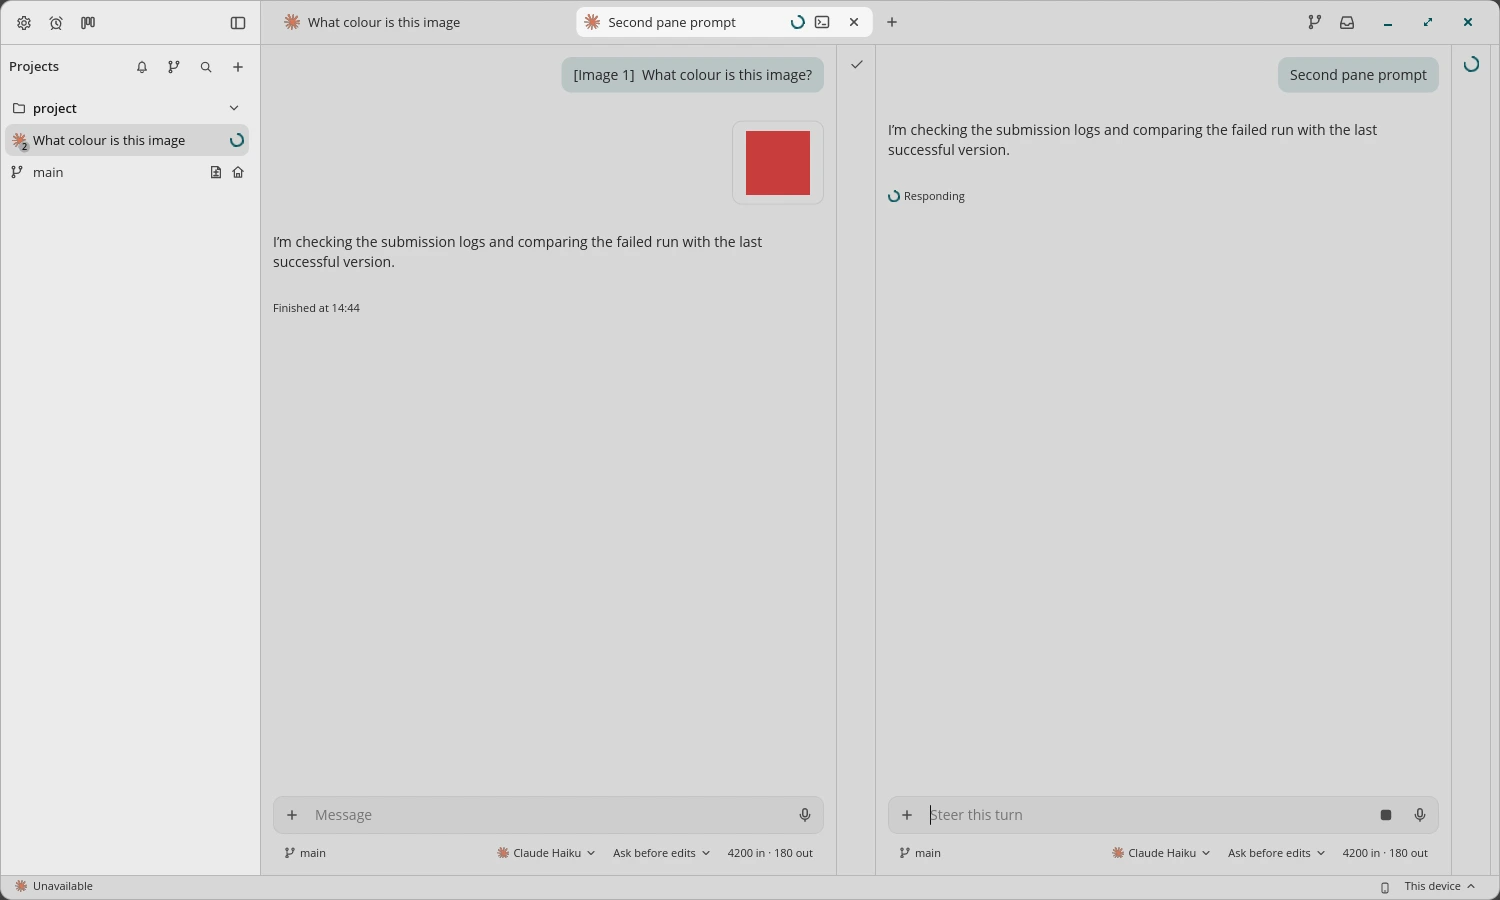 What colour is this image
Second pane prompt
Projects
project
2
What colour is this image
main
[Image 1]  What colour is this image?
I'm checking the submission logs and comparing the failed run with the last
successful version.
Finished at 14:44
Message
main
Claude Haiku
Ask before edits
4200 in · 180 out
Second pane prompt
I'm checking the submission logs and comparing the failed run with the last
successful version.
Responding
Steer this turn
main
Claude Haiku
Ask before edits
4200 in · 180 out
Unavailable
This device